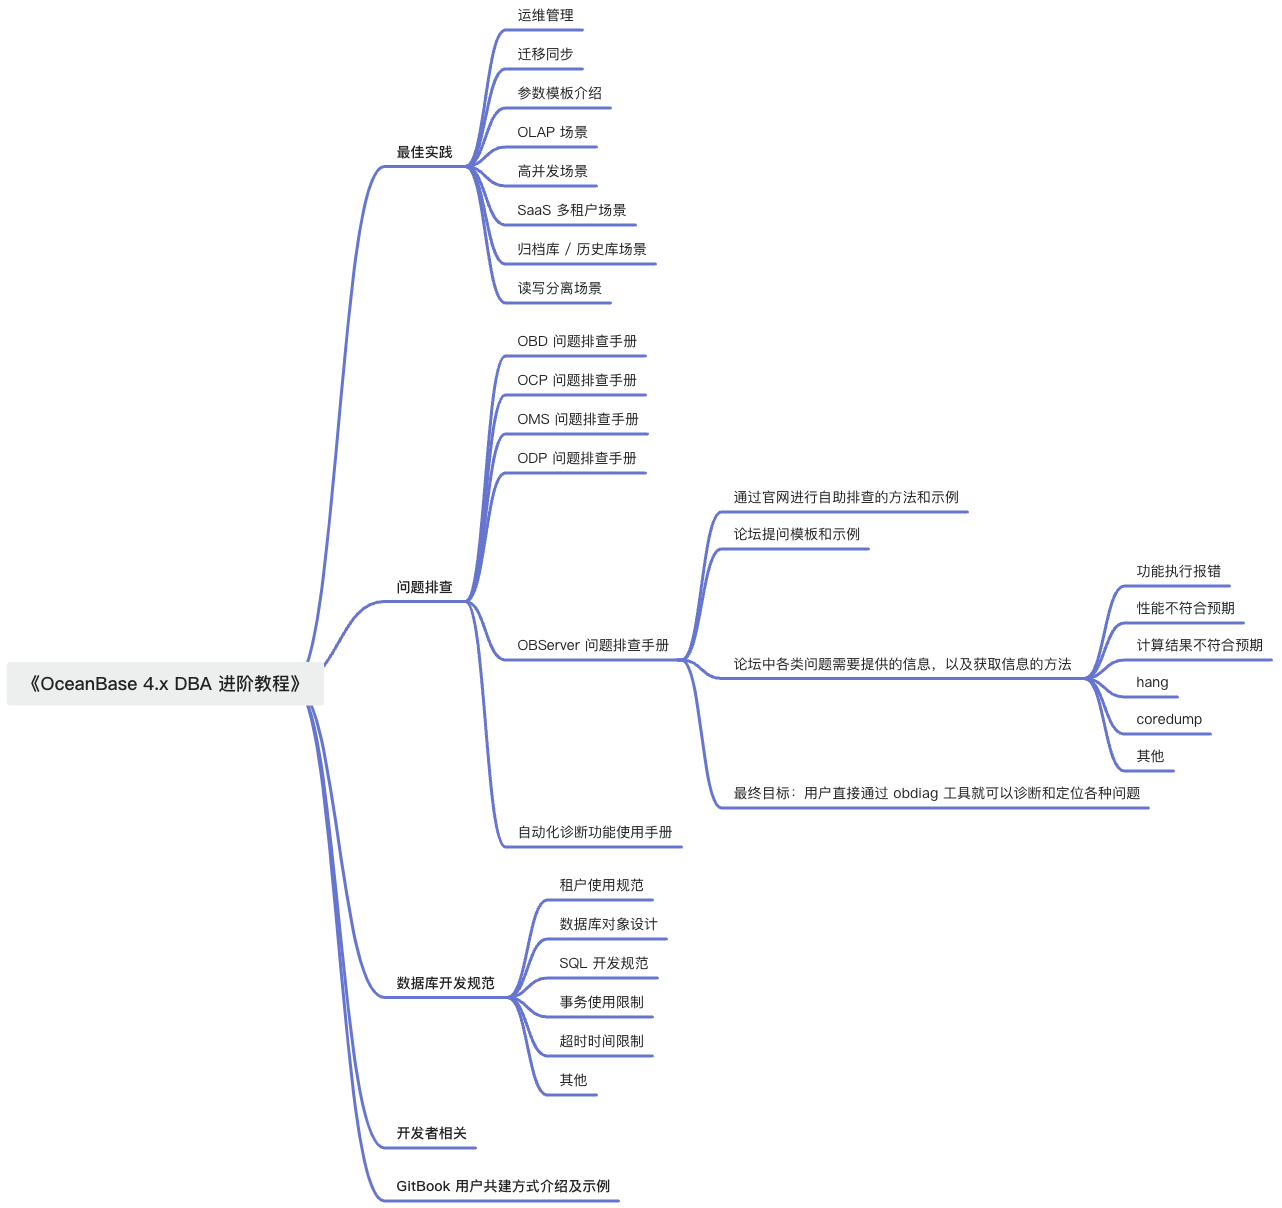 《OceanBase 4.x DBA 进阶教程》
最佳实践
运维管理
迁移同步
参数模板介绍
OLAP 场景
高并发场景
SaaS 多租户场景
归档库 / 历史库场景
读写分离场景
问题排查
OBD 问题排查手册
OCP 问题排查手册
OMS 问题排查手册
ODP 问题排查手册
OBServer 问题排查手册
通过官网进行自助排查的方法和示例
论坛提问模板和示例
论坛中各类问题需要提供的信息，以及获取信息的方法
功能执行报错
性能不符合预期
计算结果不符合预期
hang
coredump
其他
最终目标：用户直接通过 obdiag 工具就可以诊断和定位各种问题
自动化诊断功能使用手册
数据库开发规范
租户使用规范
数据库对象设计
SQL 开发规范
事务使用限制
超时时间限制
其他
开发者相关
GitBook 用户共建方式介绍及示例